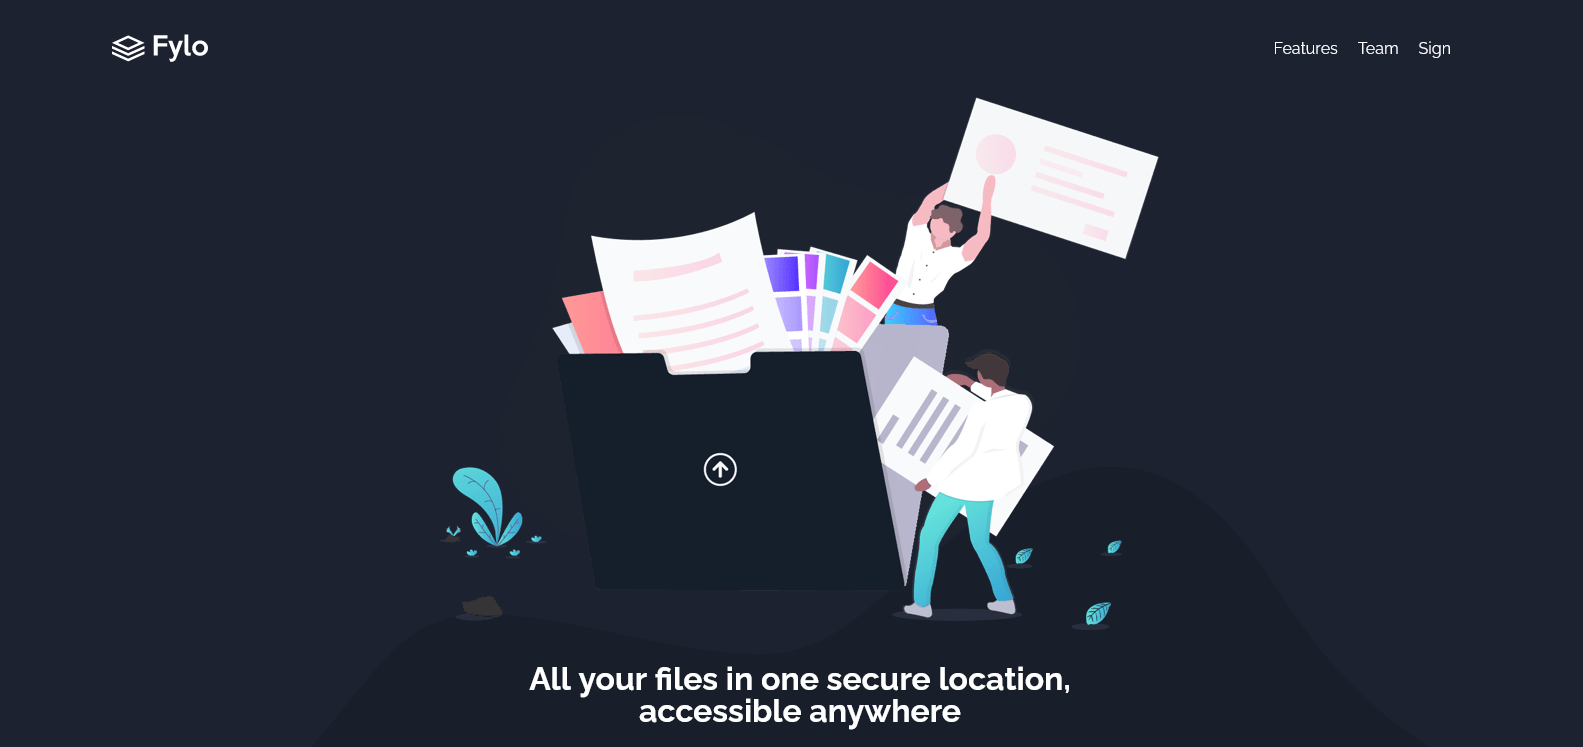 Fylo
Features Team Sign
All your files in one secure location,
accessible anywhere